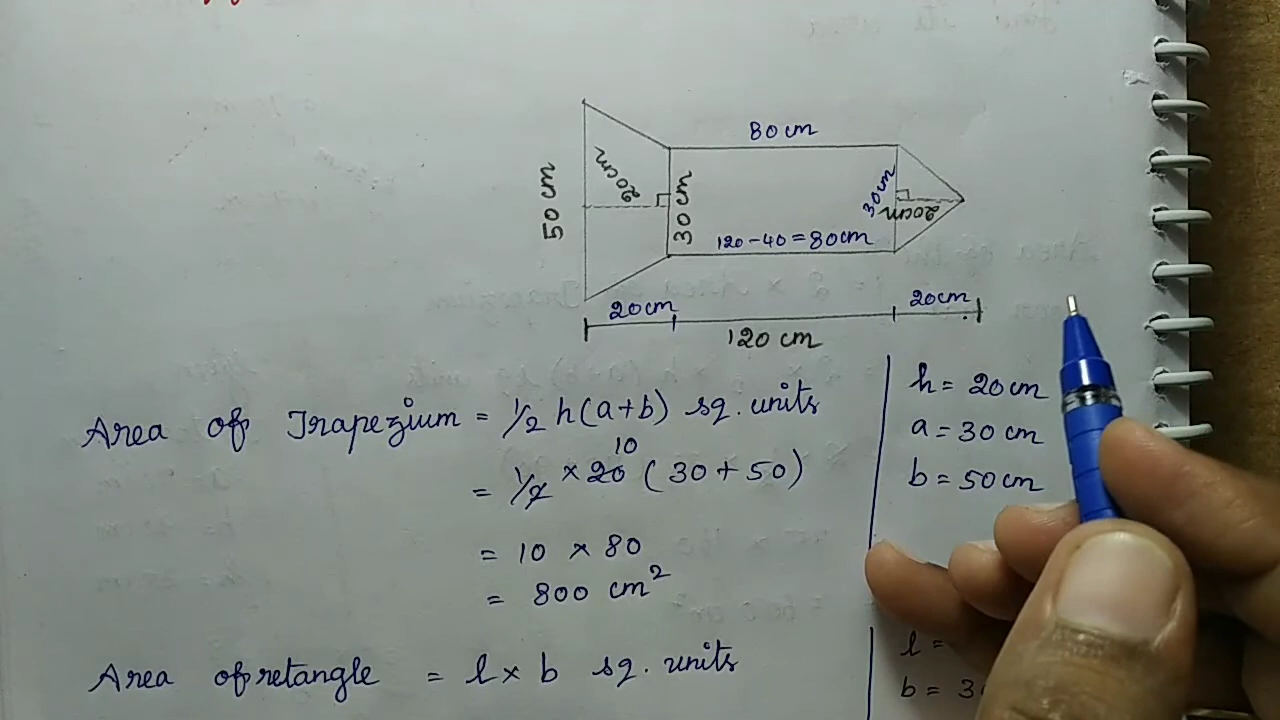 80 cm
50 cm
20 cm
30 cm
30 cm
20 cm
120 - 40 = 80 cm
20 cm
20 cm
120 cm
Area of Trapezium = 1/2 h(a+b) sq. units
= 1/2 × 20 (30 + 50)
10
= 10 × 80
= 800 cm²
h = 20 cm
a = 30 cm
b = 50 cm
Area of retangle = l × b sq. units
l =
b = 3